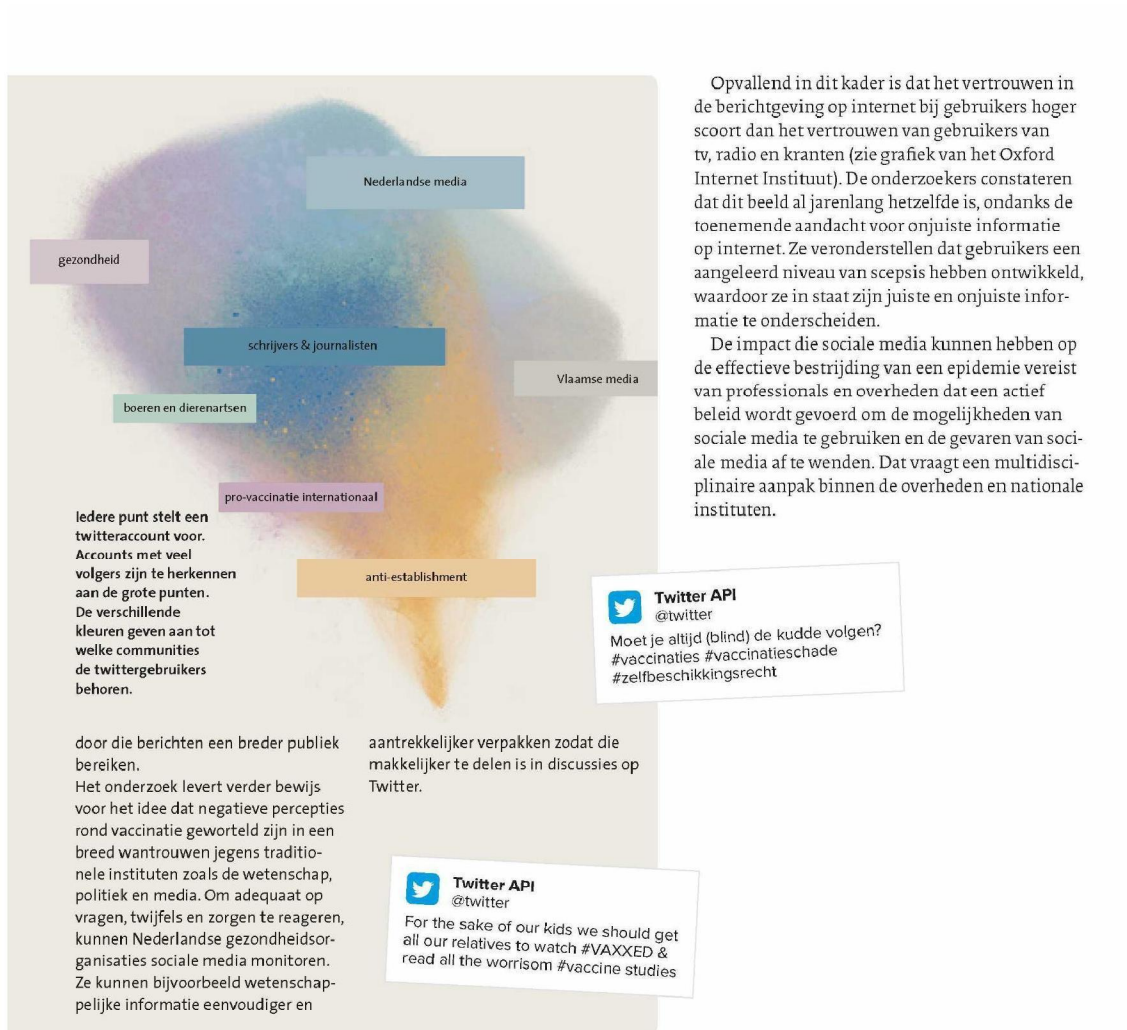 Nederlandse media
gezondheid
schrijvers & journalisten
Vlaamse media
boeren en dierenartsen
pro-vaccinatie internationaal
anti-establishment
Iedere punt stelt een
twitteraccount voor.
Accounts met veel
volgers zijn te herkennen
aan de grote punten.
De verschillende
kleuren geven aan tot
welke communities
de twittergebruikers
behoren.
door die berichten een breder publiek
bereiken.
Het onderzoek levert verder bewijs
voor het idee dat negatieve percepties
rond vaccinatie geworteld zijn in een
breed wantrouwen jegens traditio-
nele instituten zoals de wetenschap,
politiek en media. Om adequaat op
vragen, twijfels en zorgen te reageren,
kunnen Nederlandse gezondheidsor-
ganisaties sociale media monitoren.
Ze kunnen bijvoorbeeld wetenschap-
pelijke informatie eenvoudiger en
aantrekkelijker verpakken zodat die
makkelijker te delen is in discussies op
Twitter.
Twitter API
@twitter
For the sake of our kids we should get
all our relatives to watch #VAXXED &
read all the worrisom #vaccine studies
Opvallend in dit kader is dat het vertrouwen in
de berichtgeving op internet bij gebruikers hoger
scoort dan het vertrouwen van gebruikers van
tv, radio en kranten (zie grafiek van het Oxford
Internet Instituut). De onderzoekers constateren
dat dit beeld al jarenlang hetzelfde is, ondanks de
toenemende aandacht voor onjuiste informatie
op internet. Ze veronderstellen dat gebruikers een
aangeleerd niveau van scepsis hebben ontwikkeld,
waardoor ze in staat zijn juiste en onjuiste infor-
matie te onderscheiden.
De impact die sociale media kunnen hebben op
de effectieve bestrijding van een epidemie vereist
van professionals en overheden dat een actief
beleid wordt gevoerd om de mogelijkheden van
sociale media te gebruiken en de gevaren van soci-
ale media af te wenden. Dat vraagt een multidisci-
plinaire aanpak binnen de overheden en nationale
instituten.
Twitter API
@twitter
Moet je altijd (blind) de kudde volgen?
#vaccinaties #vaccinatieschade
#zelfbeschikkingsrecht